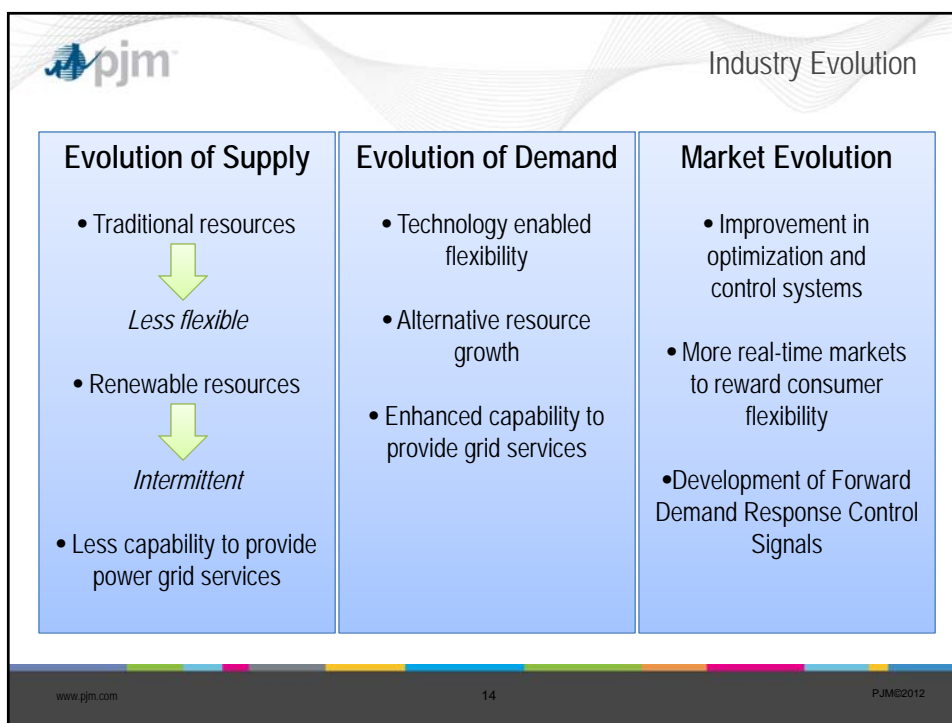 pjm
Industry Evolution
Evolution of Supply
• Traditional resources
Less flexible
• Renewable resources
Intermittent
• Less capability to provide
power grid services
Evolution of Demand
• Technology enabled
flexibility
• Alternative resource
growth
• Enhanced capability to
provide grid services
Market Evolution
• Improvement in
optimization and
control systems
• More real-time markets
to reward consumer
flexibility
•Development of Forward
Demand Response Control
Signals
www.pjm.com
14
PJM©2012